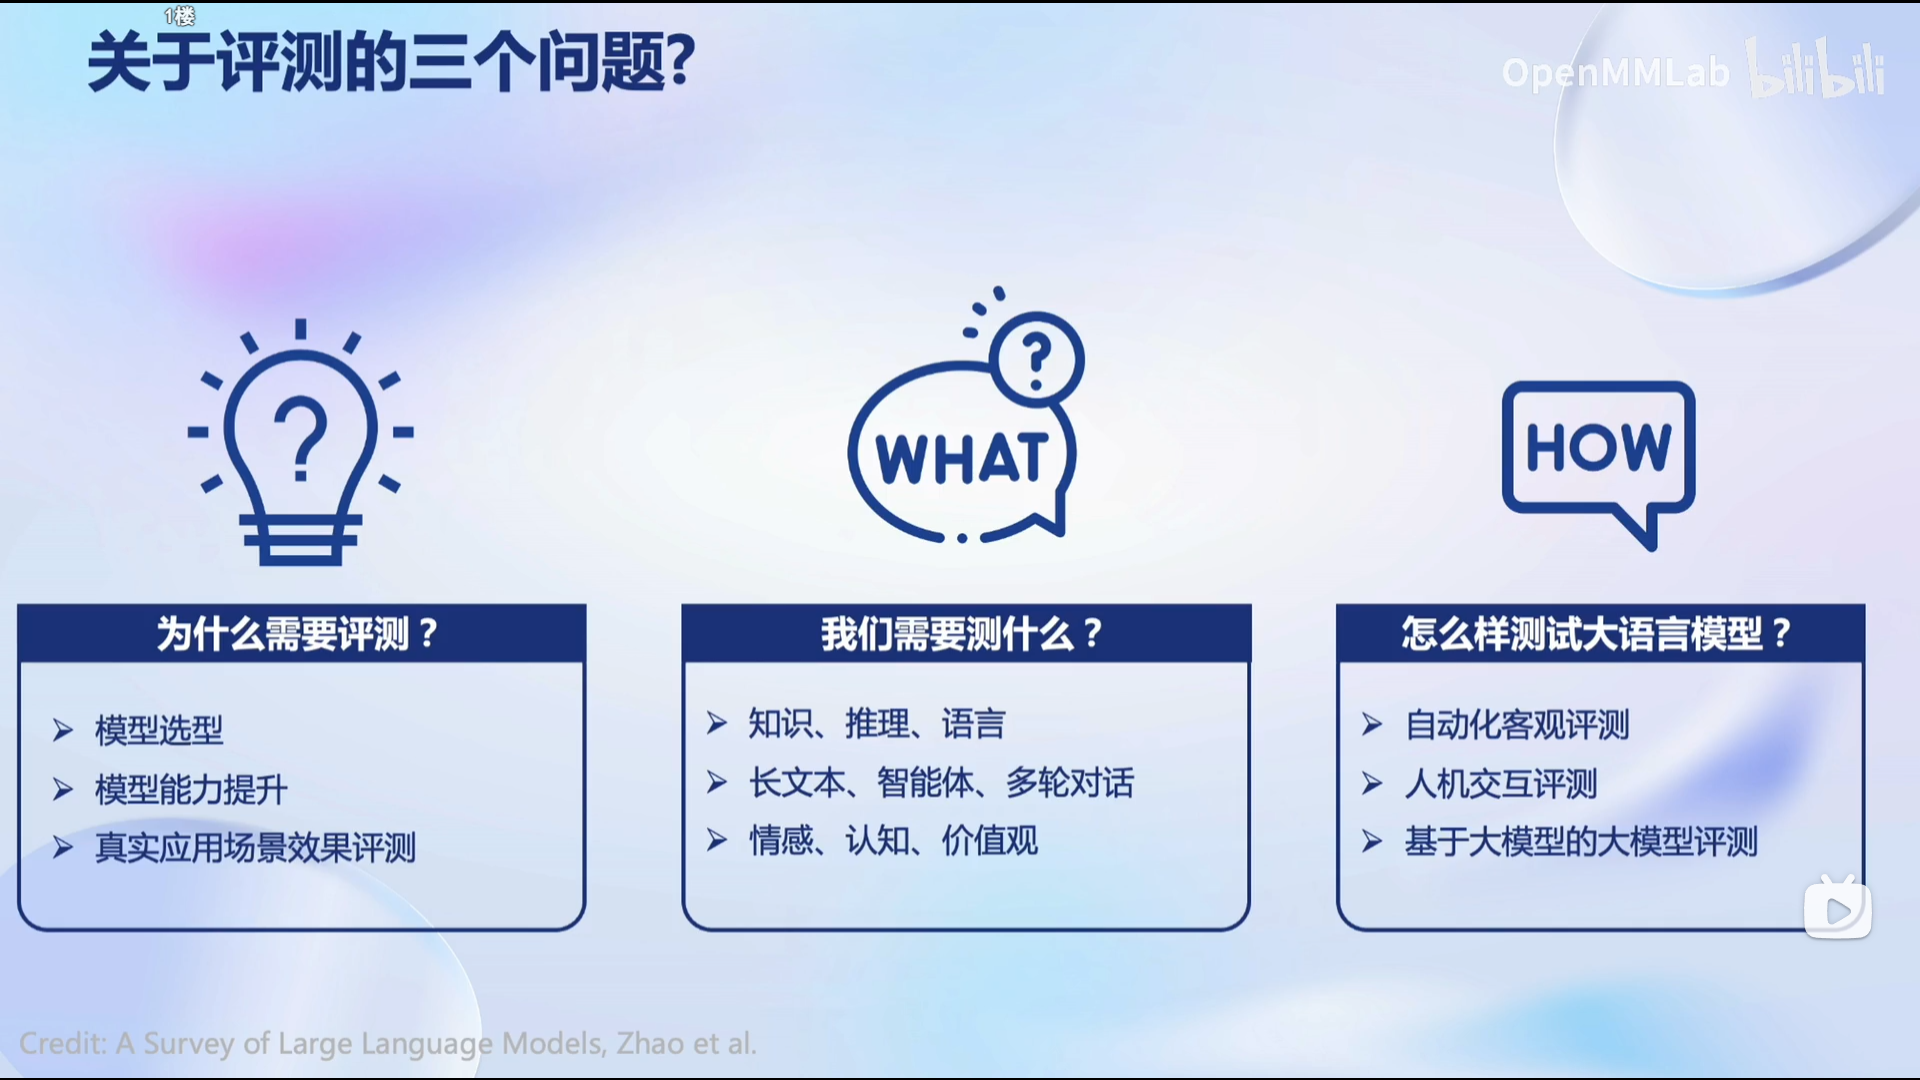 1楼
关于评测的三个问题?
OpenMMLab bilibili
?
?
WHAT
HOW
为什么需要评测？
模型选型
模型能力提升
真实应用场景效果评测
我们需要测什么？
知识、推理、语言
长文本、智能体、多轮对话
情感、认知、价值观
怎么样测试大语言模型？
自动化客观评测
人机交互评测
基于大模型的大模型评测
Credit: A Survey of Large Language Models, Zhao et al.